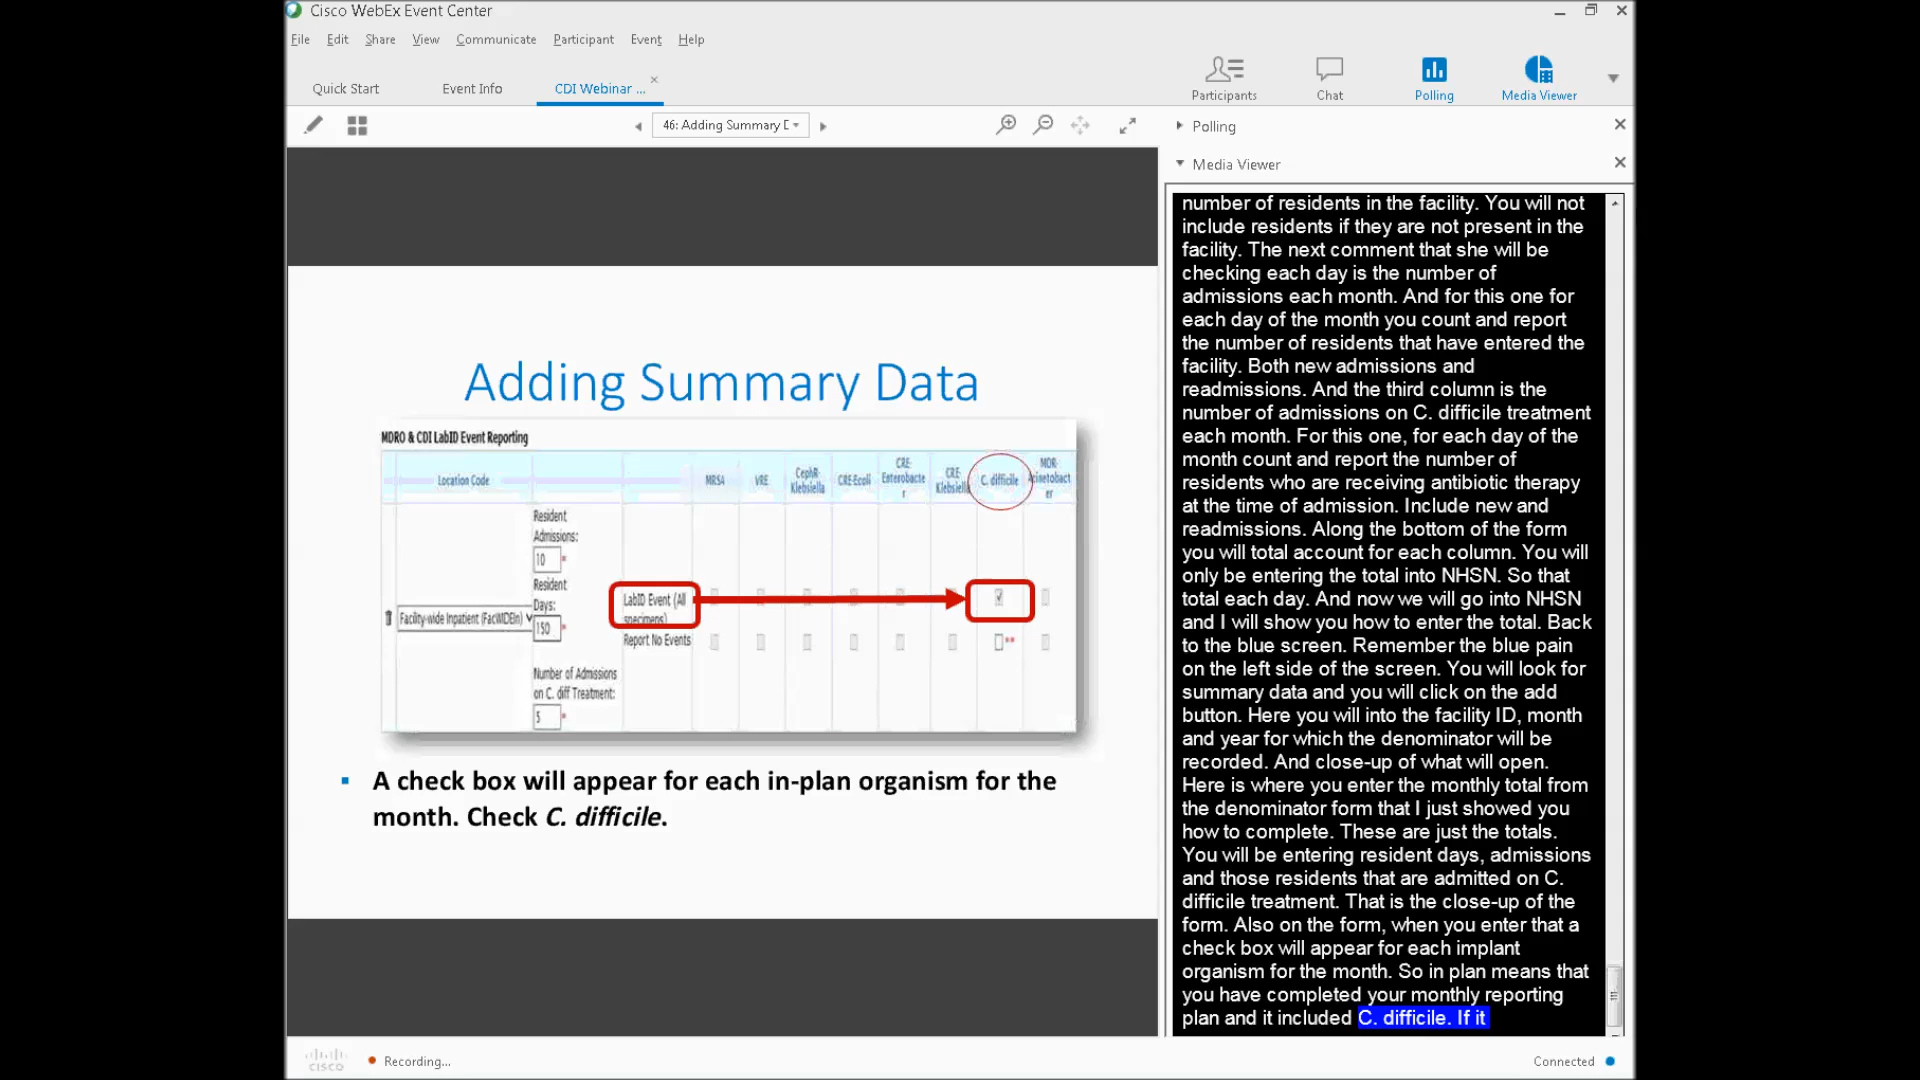 Cisco WebEx Event Center
File Edit Share View Communicate Participant Event Help
Quick Start Event Info CDI Webinar ...
Participants Chat Polling Media Viewer
46: Adding Summary D
Adding Summary Data
MDRO & CDI LabID Event Reporting
Location Code MRSA VRE CephR-Klebsiella CRE-Ecoli CRE-Enterobacter CRE-Klebsiella C. difficile MDR-Acinetobacter
Resident
Admissions:
10 *
Resident
Days:
Facility-wide Inpatient (FacWIDEIn)
150 *
LabID Event (All
specimens)
Report No Events
**
Number of Admissions
on C. diff Treatment:
5 *
▪ A check box will appear for each in-plan organism for the
month. Check C. difficile.
Polling
Media Viewer
number of residents in the facility. You will not
include residents if they are not present in the
facility. The next comment that she will be
checking each day is the number of
admissions each month. And for this one for
each day of the month you count and report
the number of residents that have entered the
facility. Both new admissions and
readmissions. And the third column is the
number of admissions on C. difficile treatment
each month. For this one, for each day of the
month count and report the number of
residents who are receiving antibiotic therapy
at the time of admission. Include new and
readmissions. Along the bottom of the form
you will total account for each column. You will
only be entering the total into NHSN. So that
total each day. And now we will go into NHSN
and I will show you how to enter the total. Back
to the blue screen. Remember the blue pain
on the left side of the screen. You will look for
summary data and you will click on the add
button. Here you will into the facility ID, month
and year for which the denominator will be
recorded. And close-up of what will open.
Here is where you enter the monthly total from
the denominator form that I just showed you
how to complete. These are just the totals.
You will be entering resident days, admissions
and those residents that are admitted on C.
difficile treatment. That is the close-up of the
form. Also on the form, when you enter that a
check box will appear for each implant
organism for the month. So in plan means that
you have completed your monthly reporting
plan and it included C. difficile. If it
cisco
Recording...
Connected